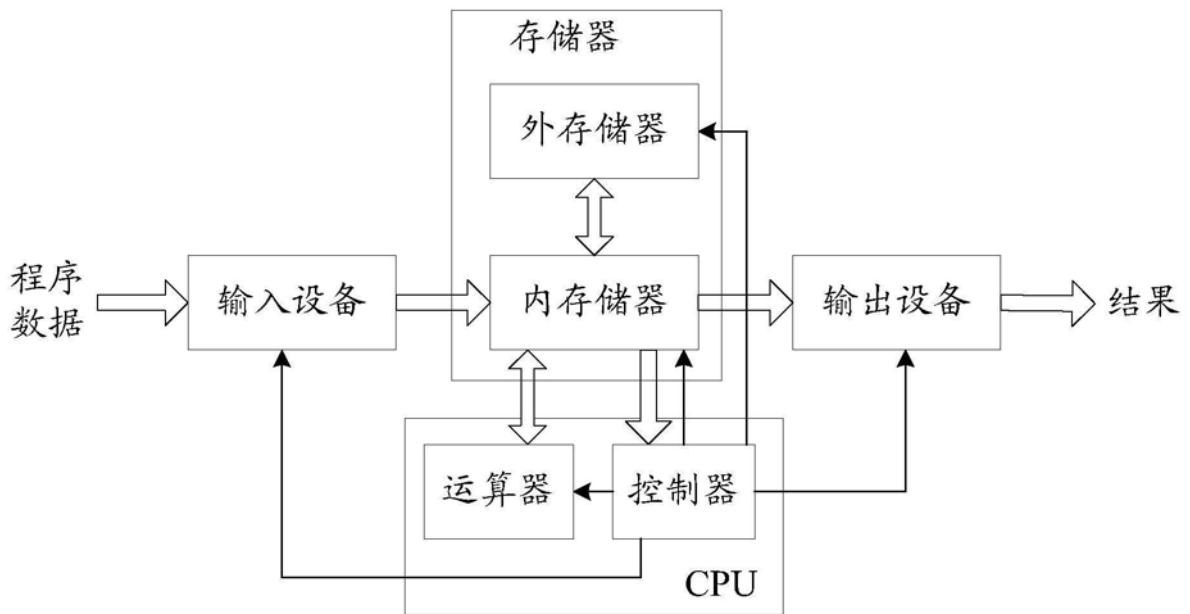 存储器
外存储器
程序
数据
输入设备
内存储器
输出设备
结果
运算器
控制器
CPU